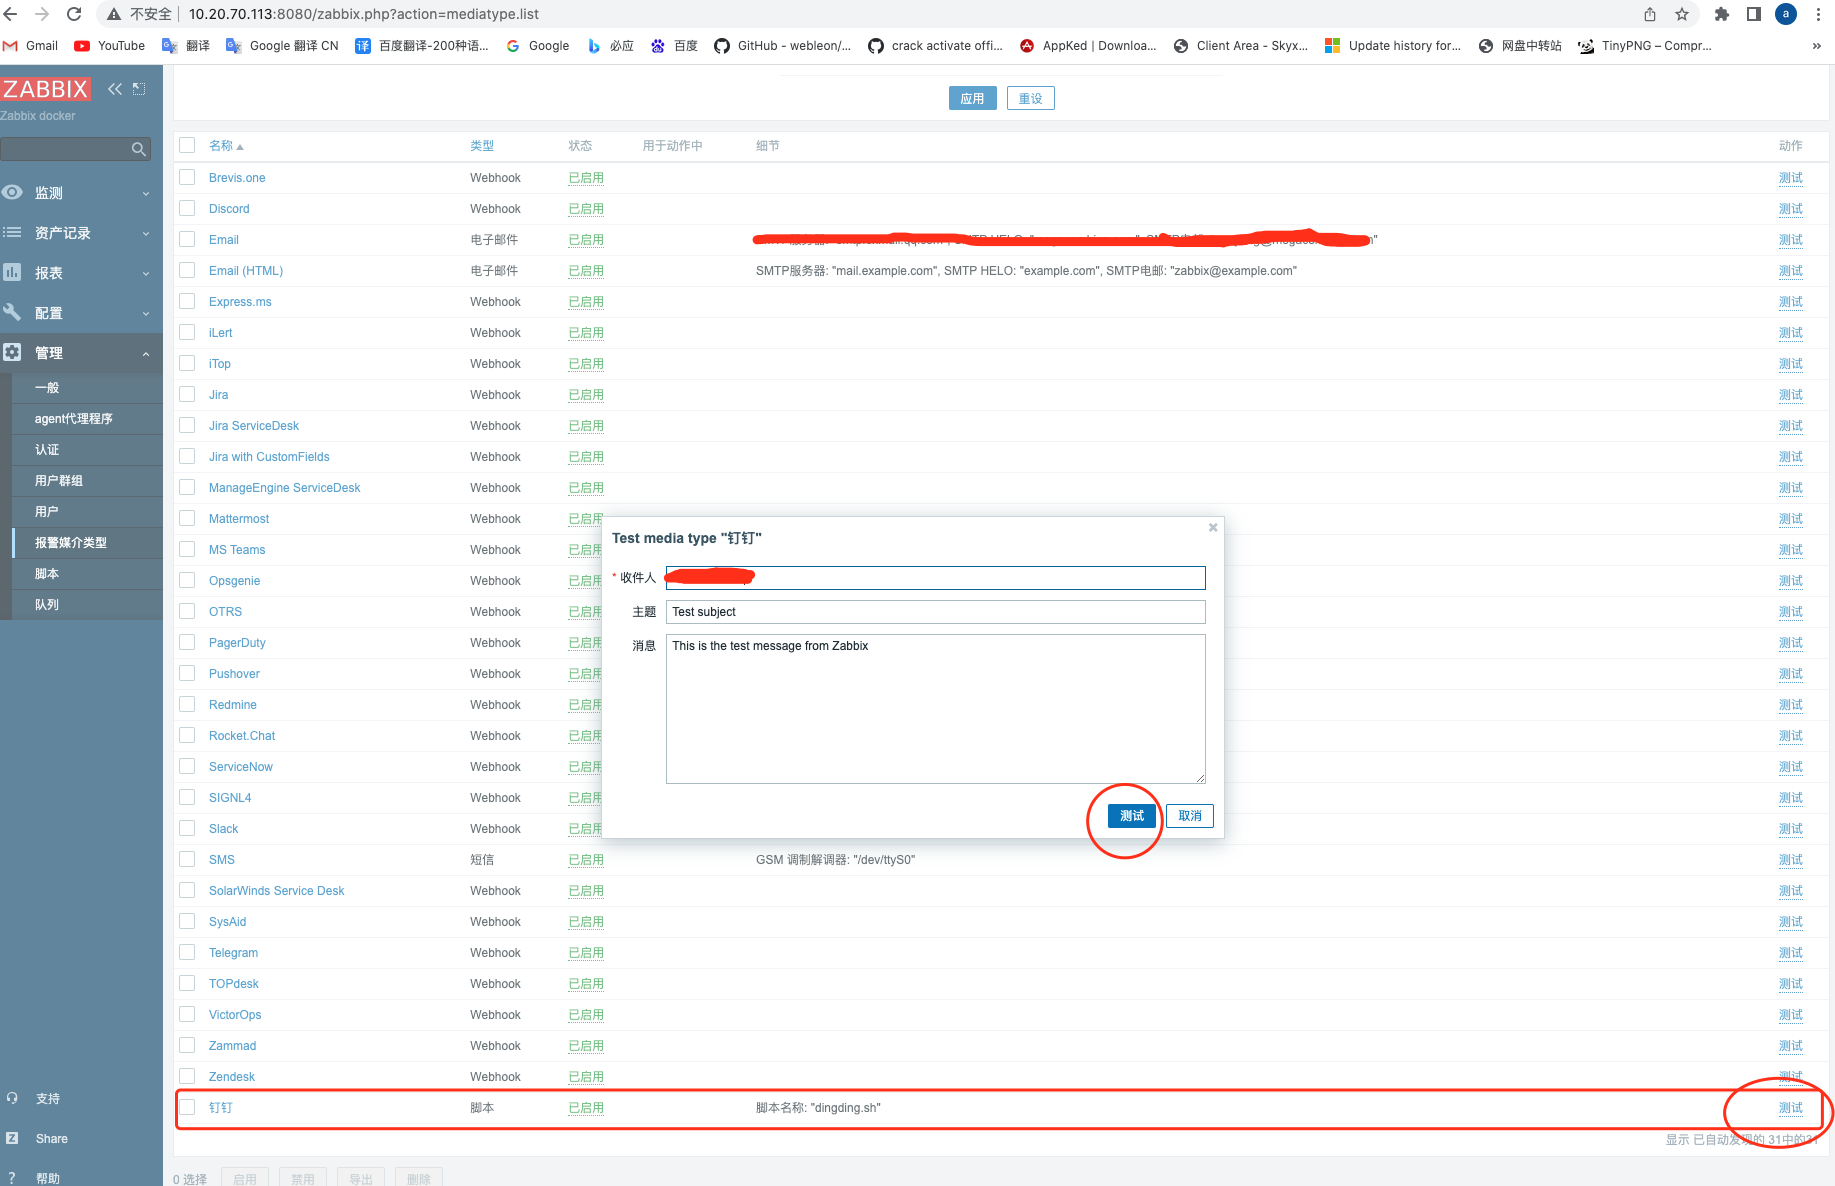 不安全 10.20.70.113:8080/zabbix.php?action=mediatype.list a
Gmail YouTube 翻译 Google 翻译 CN 百度翻译-200种语... Google 必应 百度 GitHub - webleon/... crack activate offi... AppKed | Downloa... Client Area - Skyx... Update history for... 网盘中转站 TinyPNG – Compr... »
ZABBIX
Zabbix docker
监测
资产记录
报表
配置
管理
一般
agent代理程序
认证
用户群组
用户
报警媒介类型
脚本
队列
支持
Share
帮助
应用 重设
名称 类型 状态 用于动作中 细节 动作
Brevis.one Webhook 已启用 测试
Discord Webhook 已启用 测试
Email 电子邮件 已启用 测试
Email (HTML) 电子邮件 已启用 SMTP服务器: "mail.example.com", SMTP HELO: "example.com", SMTP电邮: "zabbix@example.com" 测试
Express.ms Webhook 已启用 测试
iLert Webhook 已启用 测试
iTop Webhook 已启用 测试
Jira Webhook 已启用 测试
Jira ServiceDesk Webhook 已启用 测试
Jira with CustomFields Webhook 已启用 测试
ManageEngine ServiceDesk Webhook 已启用 测试
Mattermost Webhook 已启用 测试
MS Teams Webhook 已启用 测试
Opsgenie Webhook 已启用 测试
OTRS Webhook 已启用 测试
PagerDuty Webhook 已启用 测试
Pushover Webhook 已启用 测试
Redmine Webhook 已启用 测试
Rocket.Chat Webhook 已启用 测试
ServiceNow Webhook 已启用 测试
SIGNL4 Webhook 已启用 测试
Slack Webhook 已启用 测试
SMS 短信 已启用 GSM 调制解调器: "/dev/ttyS0" 测试
SolarWinds Service Desk Webhook 已启用 测试
SysAid Webhook 已启用 测试
Telegram Webhook 已启用 测试
TOPdesk Webhook 已启用 测试
VictorOps Webhook 已启用 测试
Zammad Webhook 已启用 测试
Zendesk Webhook 已启用 测试
钉钉 脚本 已启用 脚本名称: "dingding.sh" 测试
显示 已自动发现的 31中的31
0 选择 启用 禁用 导出 删除
Test media type "钉钉"
* 收件人
主题 Test subject
消息 This is the test message from Zabbix
测试 取消